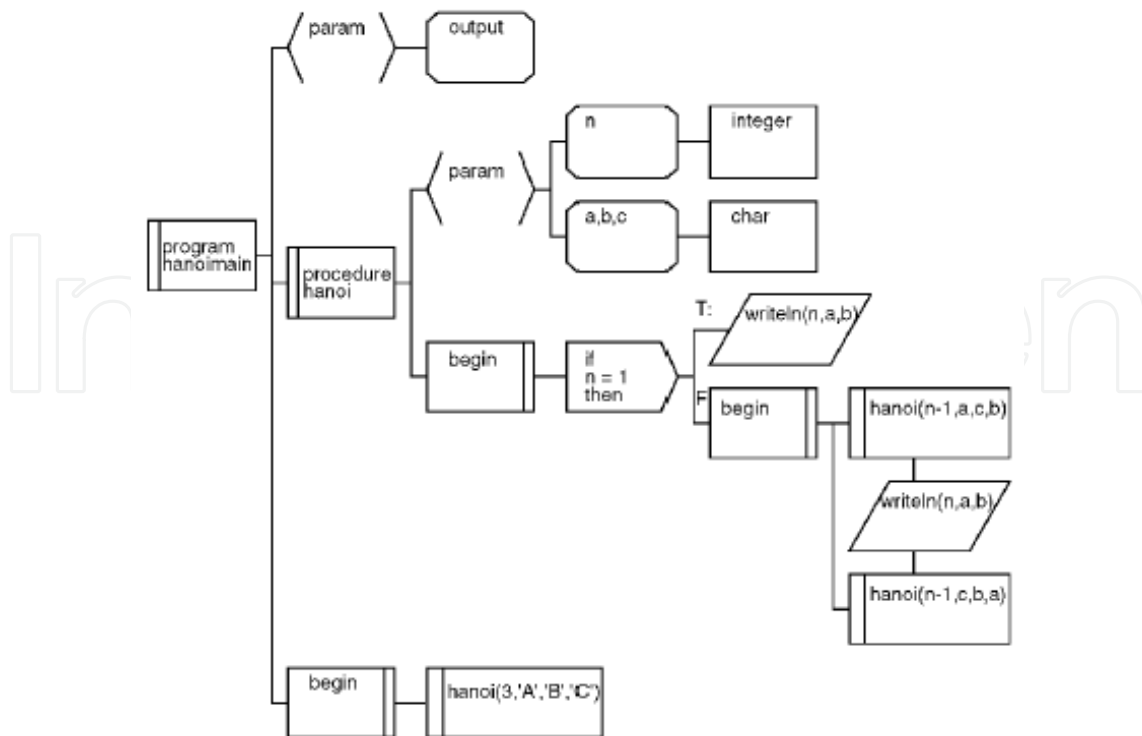 param
output
n
integer
param
a,b,c
char
program
hanoimain
procedure
hanoi
T:
writeln(n,a,b)
begin
if
n = 1
then
F
begin
hanoi(n-1,a,c,b)
writeln(n,a,b)
hanoi(n-1,c,b,a)
begin
hanoi(3,'A','B','C')